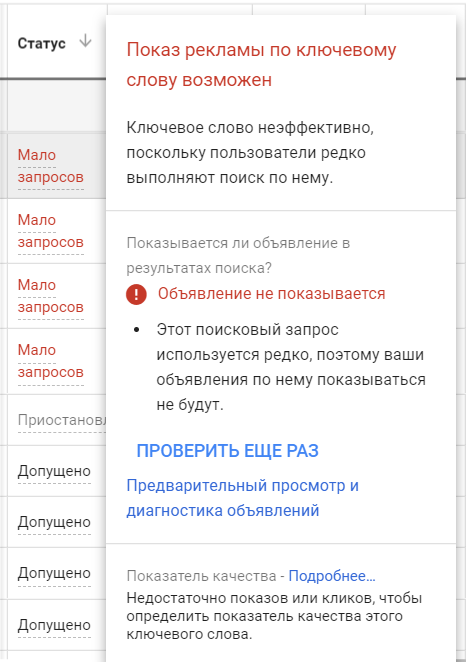 Статус
Мало
запросов
Мало
запросов
Мало
запросов
Мало
запросов
Приостановл
Допущено
Допущено
Допущено
Допущено
Показ рекламы по ключевому
слову возможен
Ключевое слово неэффективно,
поскольку пользователи редко
выполняют поиск по нему.
Показывается ли объявление в
результатах поиска?
Объявление не показывается
• Этот поисковый запрос
используется редко, поэтому ваши
объявления по нему показываться
не будут.
ПРОВЕРИТЬ ЕЩЕ РАЗ
Предварительный просмотр и
диагностика объявлений
Показатель качества - Подробнее...
Недостаточно показов или кликов, чтобы
определить показатель качества этого
ключевого слова.